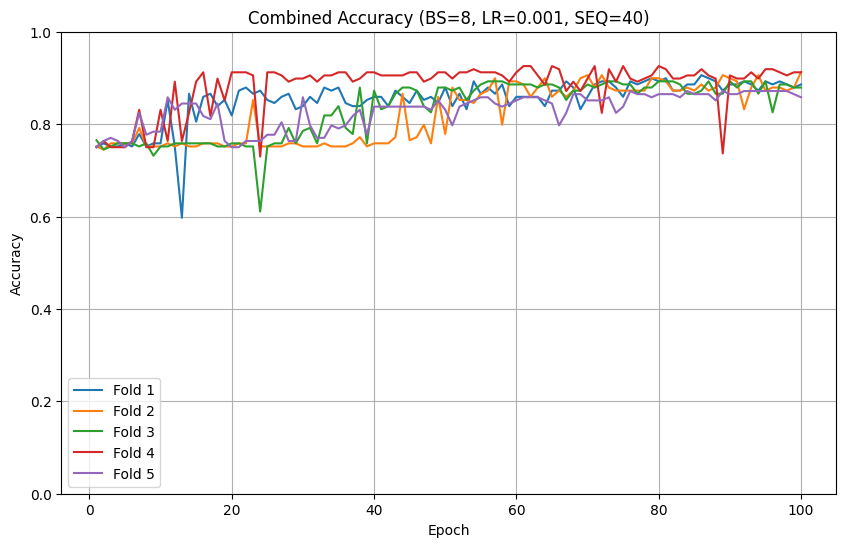 Combined Accuracy (BS=8, LR=0.001, SEQ=40)
1.0
0.8
0.6
0.4
0.2
0.0
Accuracy
Fold 1
Fold 2
Fold 3
Fold 4
Fold 5
0 20 40 60 80 100
Epoch